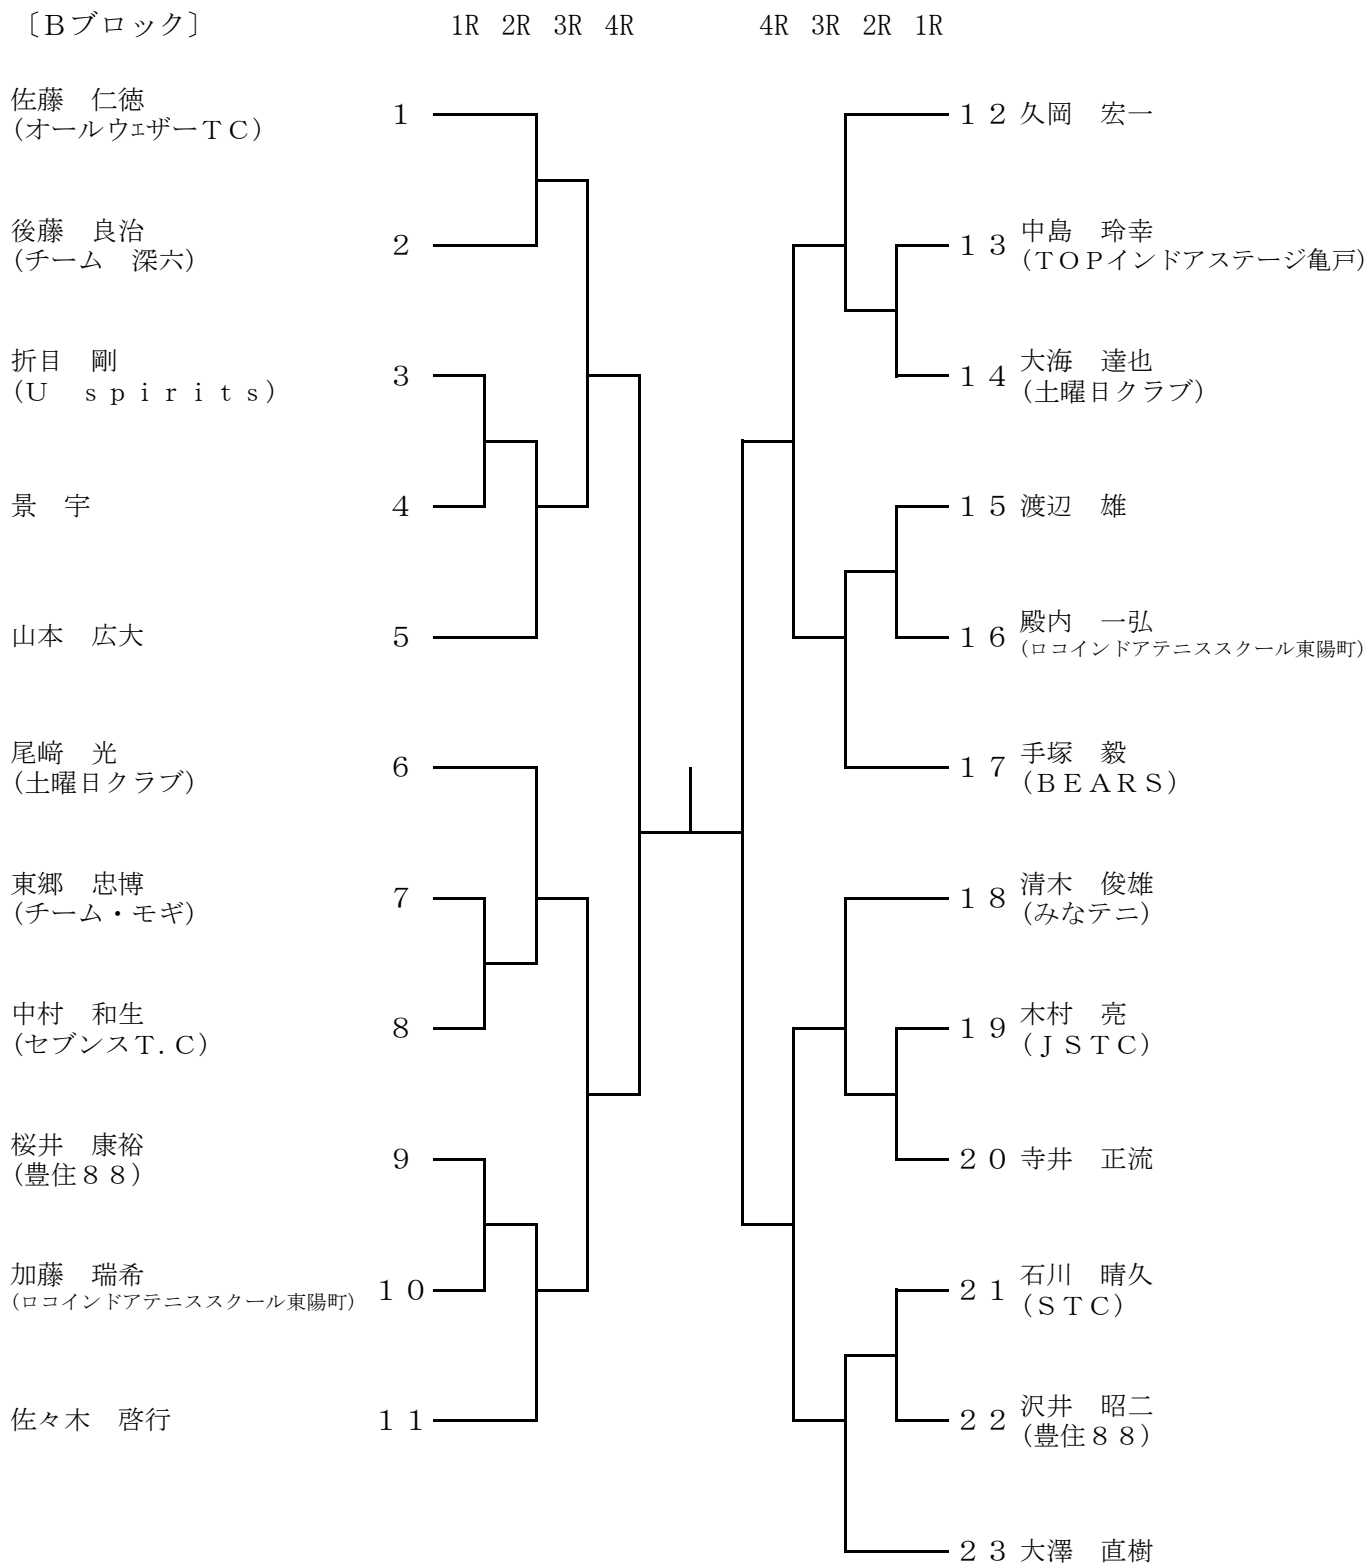 〔Bブロック〕
1R 2R 3R 4R
4R 3R 2R 1R
佐藤　仁徳
(オールウェザーTC)
1
後藤　良治
(チーム　深六)
2
折目　剛
(U　spirits)
3
景　宇
4
山本　広大
5
尾﨑　光
(土曜日クラブ)
6
東郷　忠博
(チーム・モギ)
7
中村　和生
(セブンスT.C)
8
桜井　康裕
(豊住88)
9
加藤　瑞希
(ロコインドアテニススクール東陽町)
10
佐々木　啓行
11
12 久岡　宏一
13 中島　玲幸
(TOPインドアステージ亀戸)
14 大海　達也
(土曜日クラブ)
15 渡辺　雄
16 殿内　一弘
(ロコインドアテニススクール東陽町)
17 手塚　毅
(BEARS)
18 清木　俊雄
(みなテニ)
19 木村　亮
(JSTC)
20 寺井　正流
21 石川　晴久
(STC)
22 沢井　昭二
(豊住88)
23 大澤　直樹